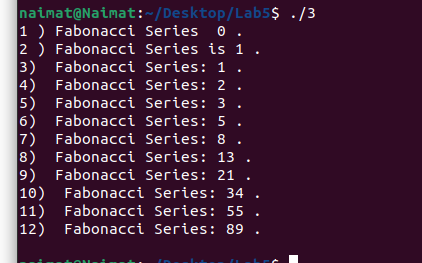 naimat@Naimat:~/Desktop/Lab5$ ./3
1 ) Fabonacci Series  0 .
2 ) Fabonacci Series is 1 .
3)  Fabonacci Series: 1 .
4)  Fabonacci Series: 2 .
5)  Fabonacci Series: 3 .
6)  Fabonacci Series: 5 .
7)  Fabonacci Series: 8 .
8)  Fabonacci Series: 13 .
9)  Fabonacci Series: 21 .
10)  Fabonacci Series: 34 .
11)  Fabonacci Series: 55 .
12)  Fabonacci Series: 89 .
naimat@Naimat:~/Desktop/Lab5$